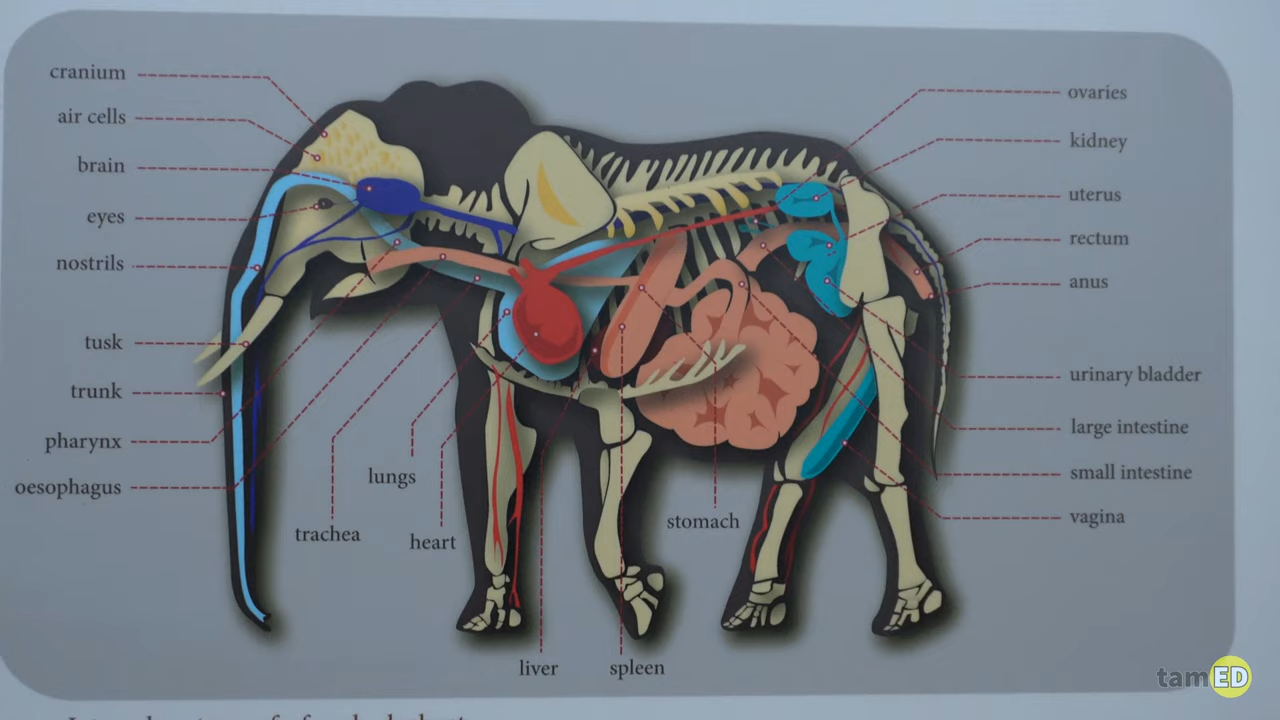 cranium
air cells
brain
eyes
nostrils
tusk
trunk
pharynx
oesophagus
trachea
lungs
heart
liver
spleen
stomach
ovaries
kidney
uterus
rectum
anus
urinary bladder
large intestine
small intestine
vagina
tamED